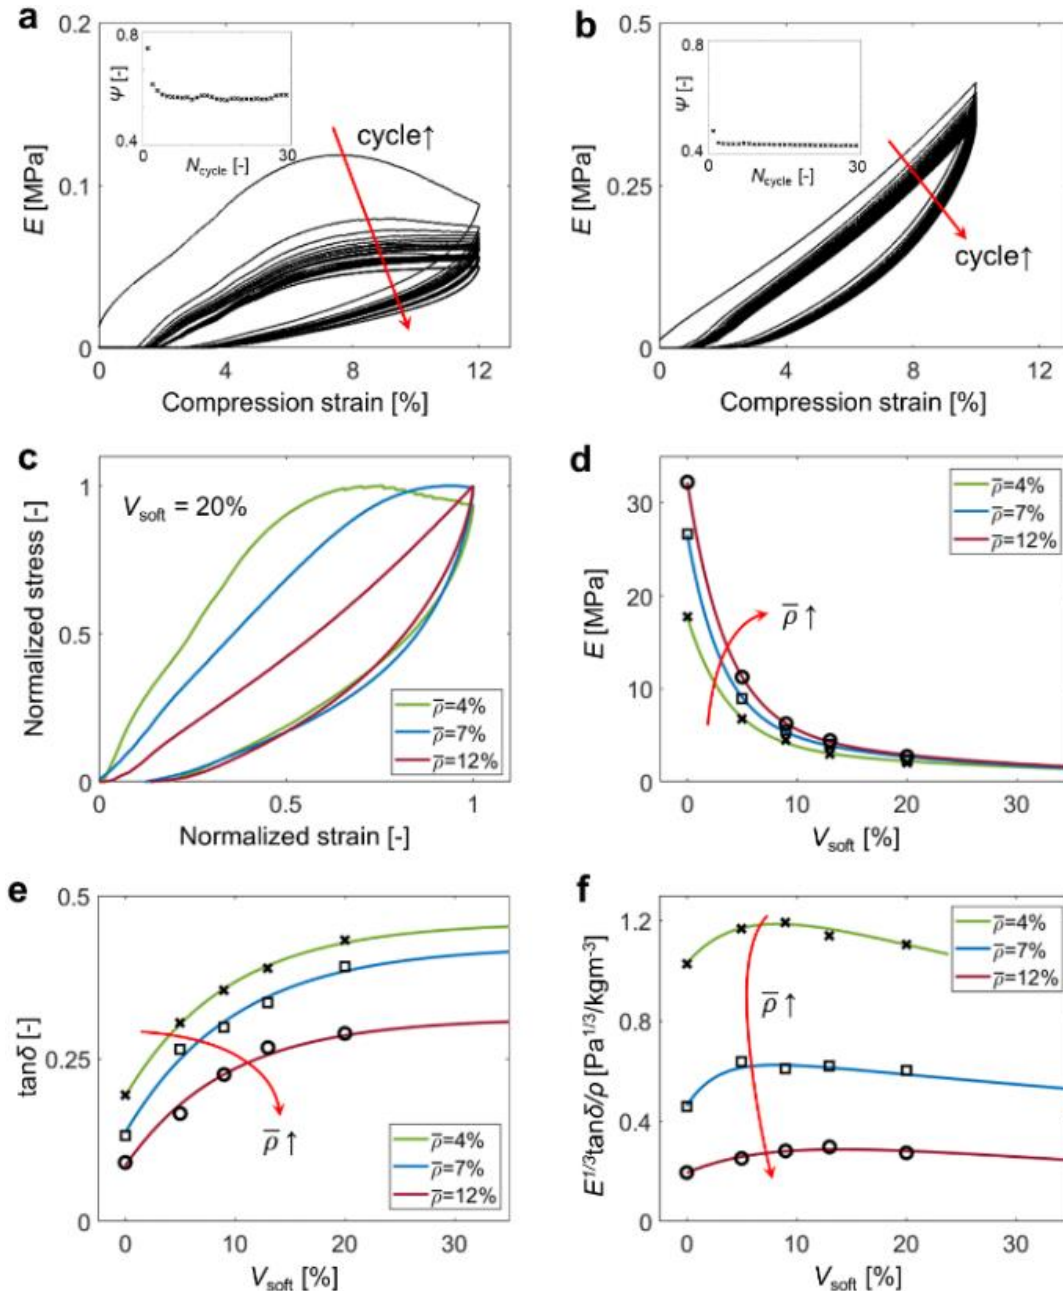 a
0.2
0.1
0
E [MPa]
0.8
0.4
Ψ [-]
0
30
N_cycle [-]
cycle↑
0
4
8
12
Compression strain [%]
b
0.5
0.25
0
E [MPa]
0.8
0.4
Ψ [-]
0
30
N_cycle [-]
cycle↑
0
4
8
12
Compression strain [%]
c
1
0.5
0
Normalized stress [-]
V_soft = 20%
ρ̅=4%
ρ̅=7%
ρ̅=12%
0
0.5
1
Normalized strain [-]
d
30
20
10
0
E [MPa]
ρ̅=4%
ρ̅=7%
ρ̅=12%
ρ̅ ↑
0
10
20
30
V_soft [%]
e
0.5
0.25
0
tanδ [-]
ρ̅ ↑
ρ̅=4%
ρ̅=7%
ρ̅=12%
0
10
20
30
V_soft [%]
f
1.2
0.8
0.4
0
E^1/3tanδ/ρ [Pa^1/3/kgm^-3]
ρ̅=4%
ρ̅=7%
ρ̅=12%
ρ̅ ↑
0
10
20
30
V_soft [%]